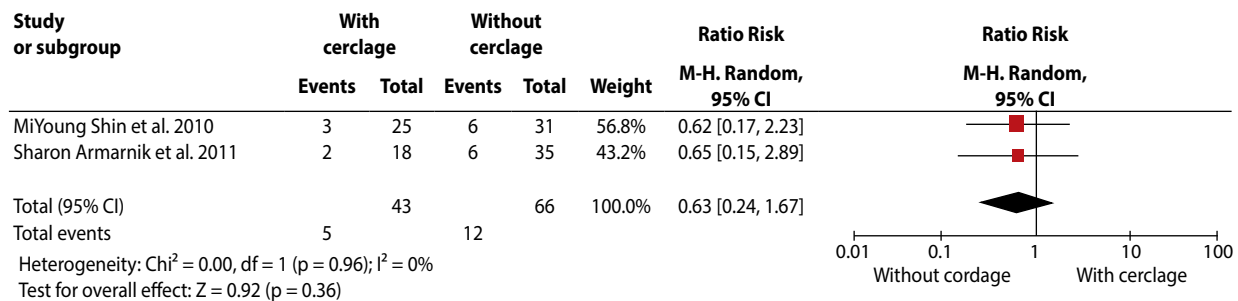 Study or subgroup With cerclage Without cerclage Ratio Risk Ratio Risk
Events Total Events Total Weight M-H. Random, 95% CI M-H. Random, 95% CI
MiYoung Shin et al. 2010 3 25 6 31 56.8% 0.62 [0.17, 2.23]
Sharon Armarnik et al. 2011 2 18 6 35 43.2% 0.65 [0.15, 2.89]
Total (95% CI) 43 66 100.0% 0.63 [0.24, 1.67]
Total events 5 12
0.01 0.1 1 10 100
Heterogeneity: Chi² = 0.00, df = 1 (p = 0.96); I² = 0%
Without cordage With cerclage
Test for overall effect: Z = 0.92 (p = 0.36)